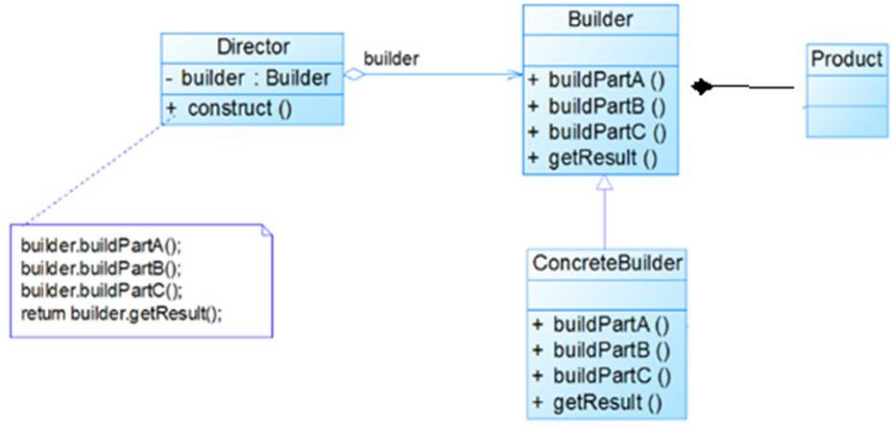 Director
- builder : Builder
+ construct ()
builder
Builder
+ buildPartA ()
+ buildPartB ()
+ buildPartC ()
+ getResult ()
Product
builder.buildPartA();
builder.buildPartB();
builder.buildPartC();
return builder.getResult();
ConcreteBuilder
+ buildPartA ()
+ buildPartB ()
+ buildPartC ()
+ getResult ()